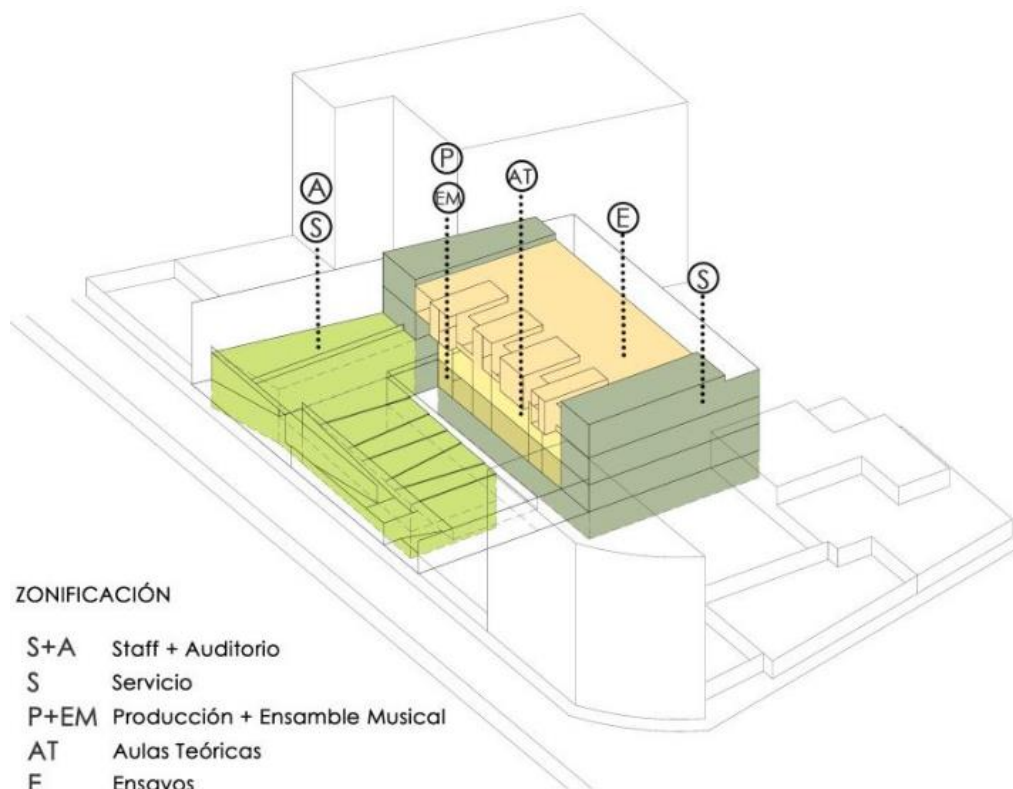 P
A
EM
AT
S
E
S
ZONIFICACIÓN
S+A Staff + Auditorio
S Servicio
P+EM Producción + Ensamble Musical
AT Aulas Teóricas
E Ensayos